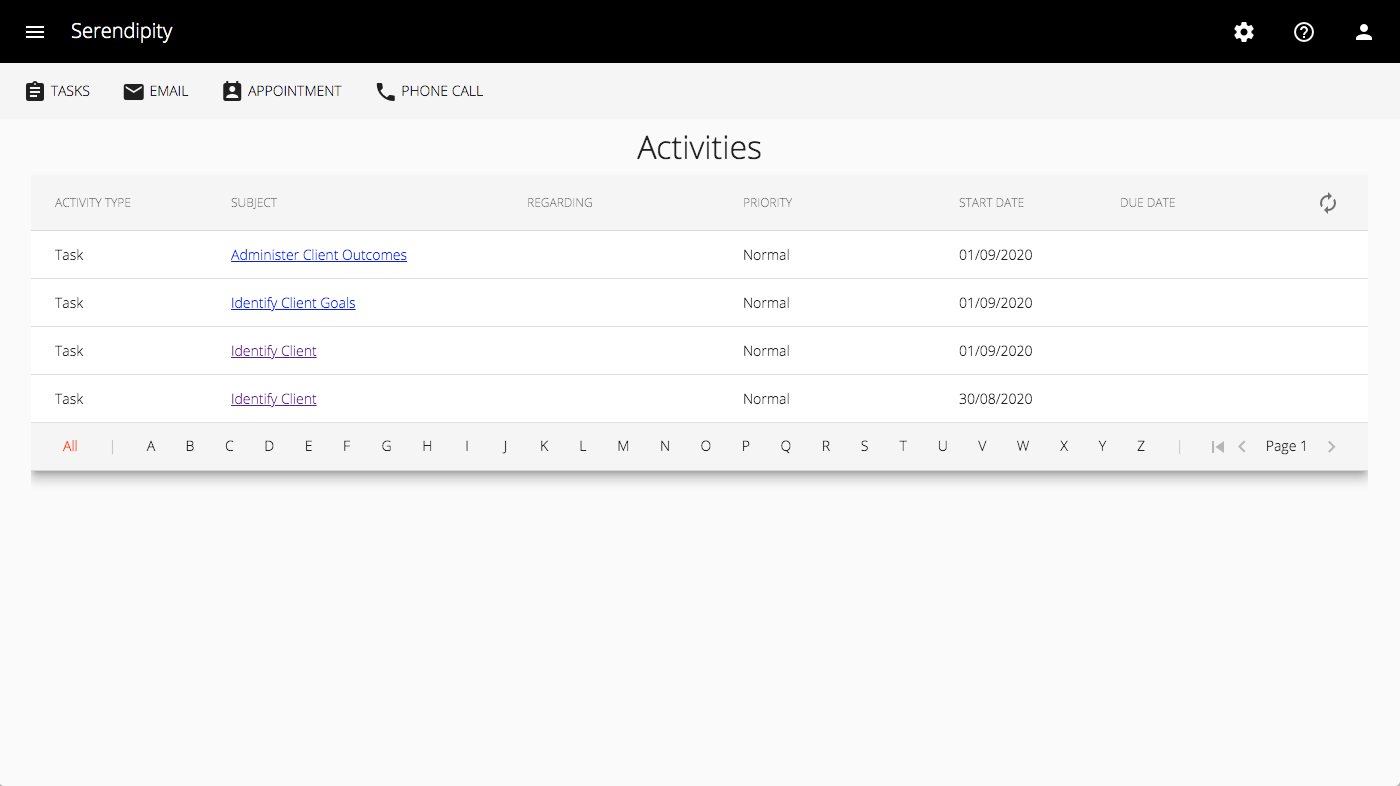 Serendipity
TASKS EMAIL APPOINTMENT PHONE CALL
Activities
ACTIVITY TYPE SUBJECT REGARDING PRIORITY START DATE DUE DATE
Task Administer Client Outcomes Normal 01/09/2020
Task Identify Client Goals Normal 01/09/2020
Task Identify Client Normal 01/09/2020
Task Identify Client Normal 30/08/2020
All | A B C D E F G H I J K L M N O P Q R S T U V W X Y Z | Page 1